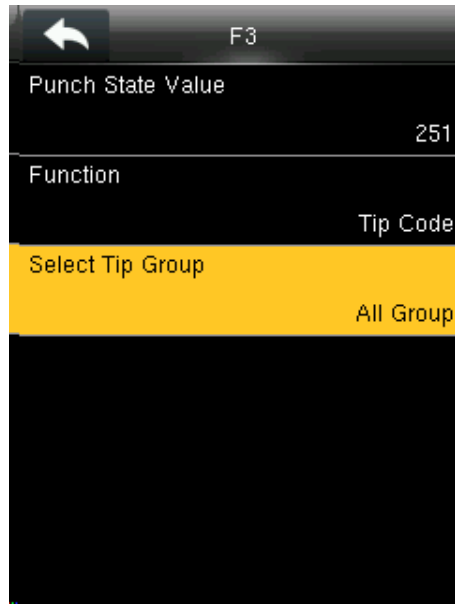 F3
Punch State Value
251
Function
Tip Code
Select Tip Group
All Group